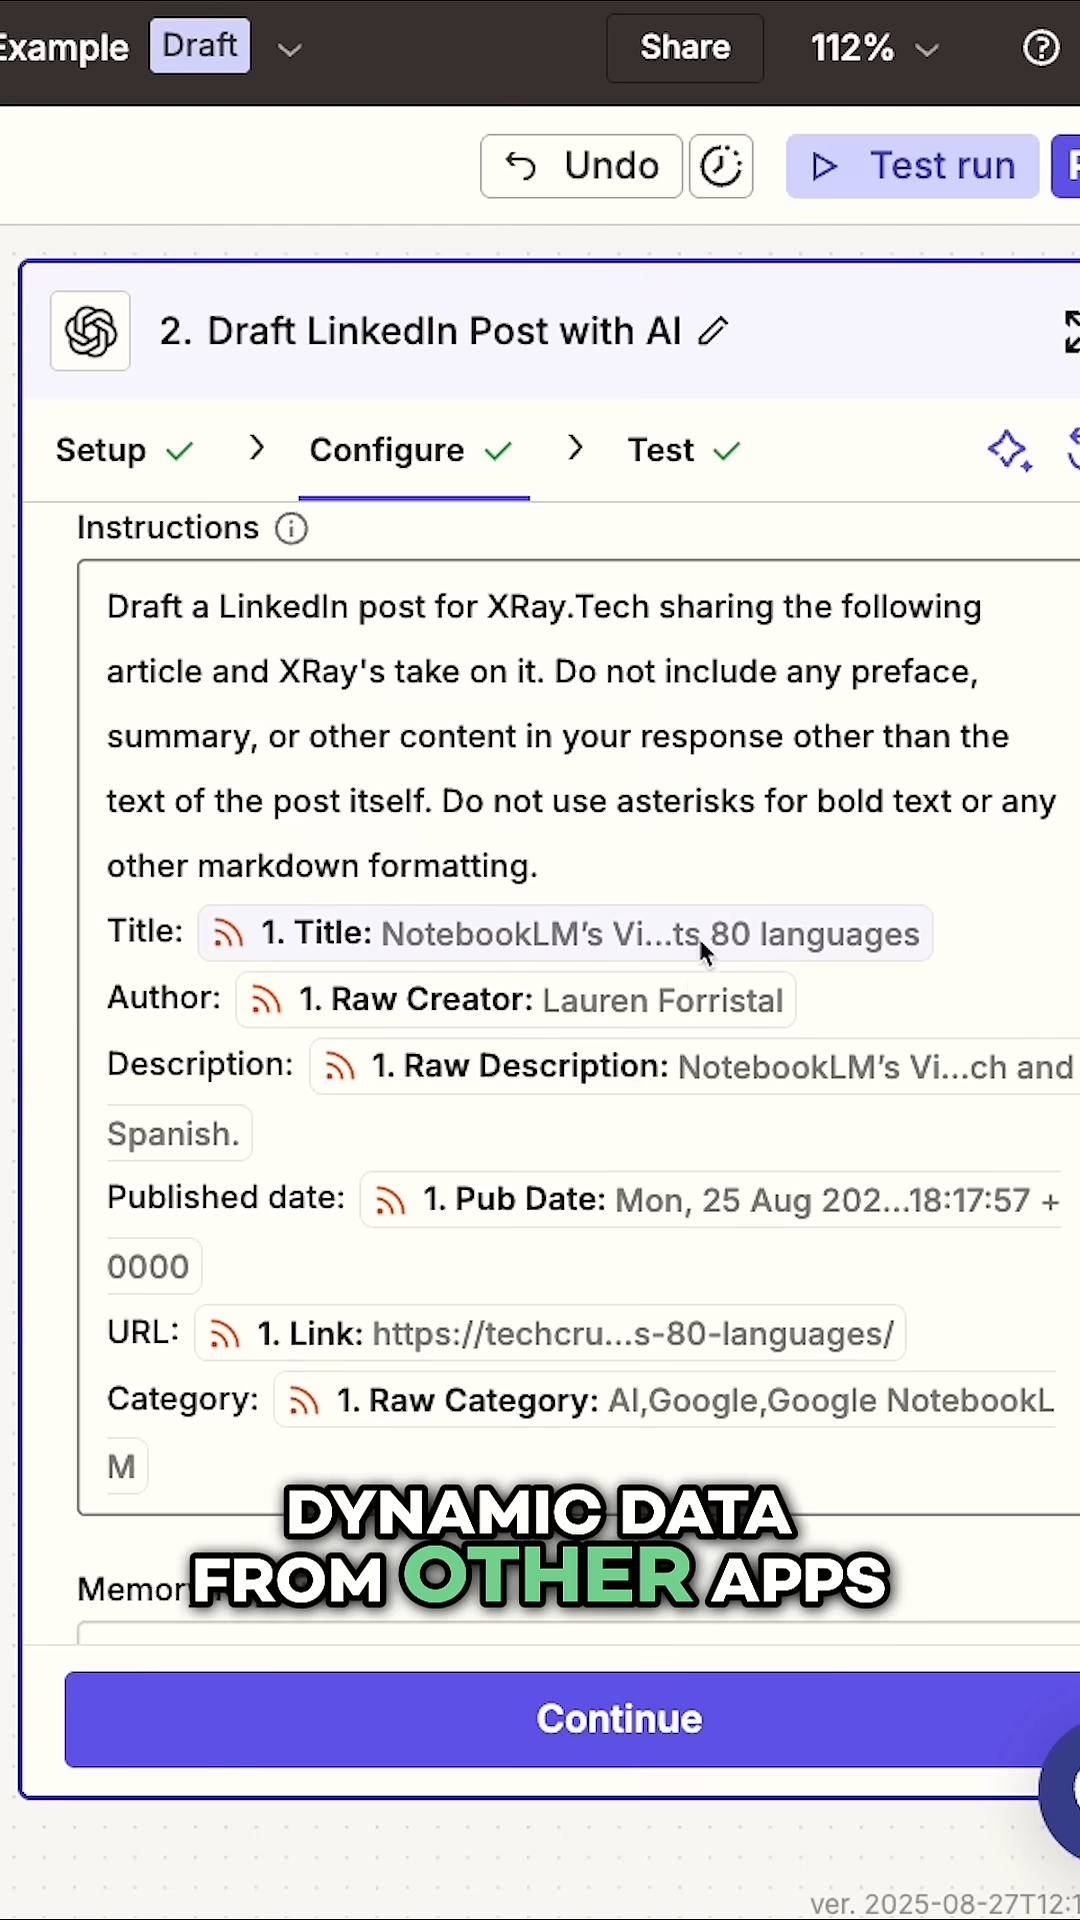 Example Draft Share 112%
Undo Test run
2. Draft LinkedIn Post with AI
Setup Configure Test
Instructions
Draft a LinkedIn post for XRay.Tech sharing the following
article and XRay's take on it. Do not include any preface,
summary, or other content in your response other than the
text of the post itself. Do not use asterisks for bold text or any
other markdown formatting.
Title: 1. Title: NotebookLM’s Vi...ts 80 languages
Author: 1. Raw Creator: Lauren Forristal
Description: 1. Raw Description: NotebookLM’s Vi...ch and
Spanish.
Published date: 1. Pub Date: Mon, 25 Aug 202...18:17:57 +
0000
URL: 1. Link: https://techcru...s-80-languages/
Category: 1. Raw Category: AI,Google,Google NotebookL
M
DYNAMIC DATA
FROM OTHER APPS
Continue
ver. 2025-08-27T12:1